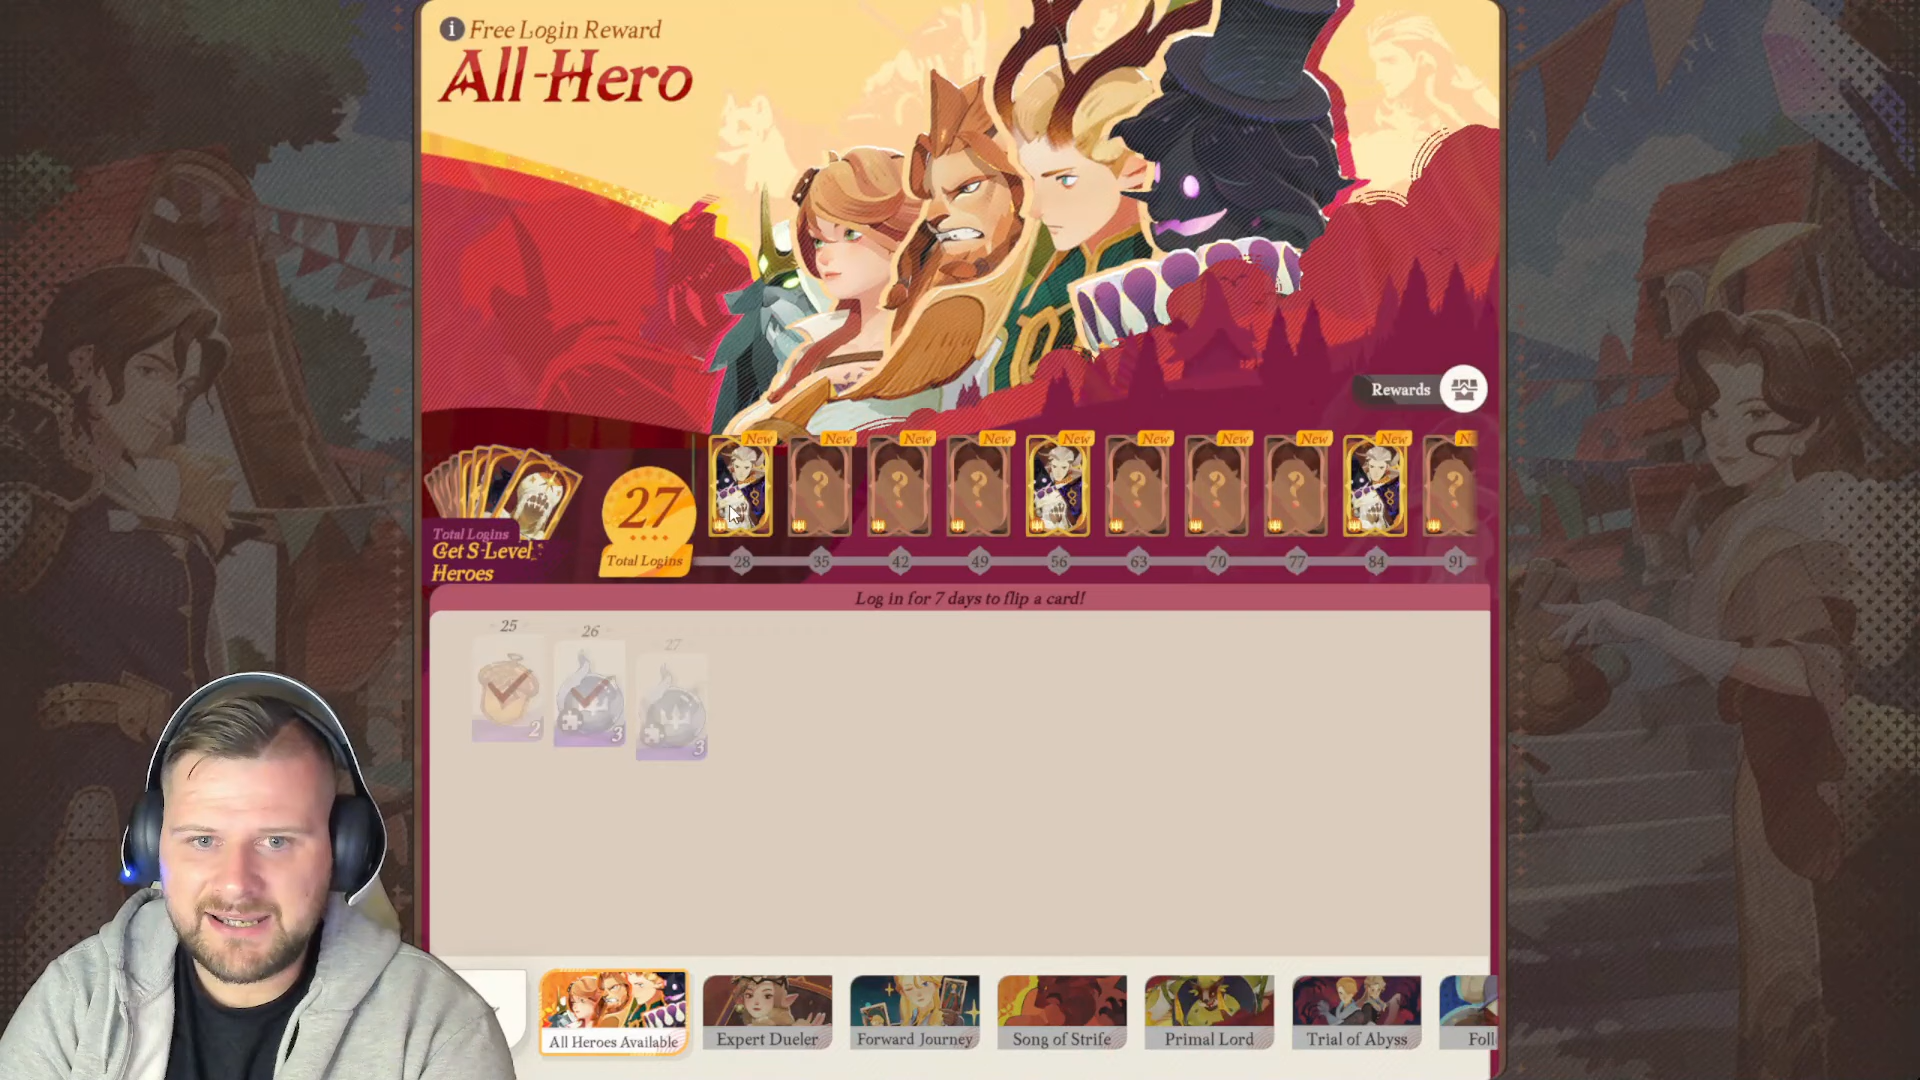 i Free Login Reward
All-Hero
Rewards
New
New
New
New
New
New
New
New
New
N
Total Logins
Get S-Level
Heroes
27
Total Logins
28
35
42
49
56
63
70
77
84
91
Log in for 7 days to flip a card!
25
26
27
2
3
3
All Heroes Available
Expert Dueler
Forward Journey
Song of Strife
Primal Lord
Trial of Abyss
Foll